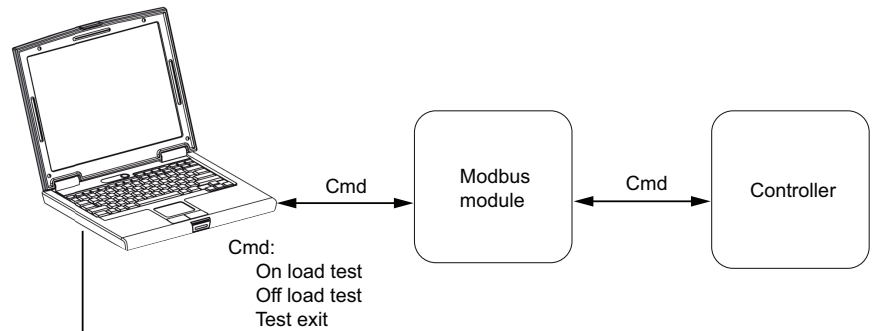 Cmd
Modbus
module
Cmd
Controller
Cmd:
On load test
Off load test
Test exit